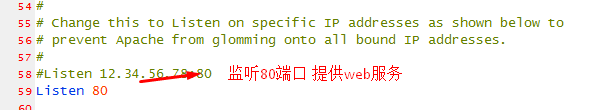 54 #
55 # Change this to Listen on specific IP addresses as shown below to
56 # prevent Apache from glomming onto all bound IP addresses.
57 #
58 #Listen 12.34.56.78:80 监听80端口 提供web服务
59 Listen 80
60